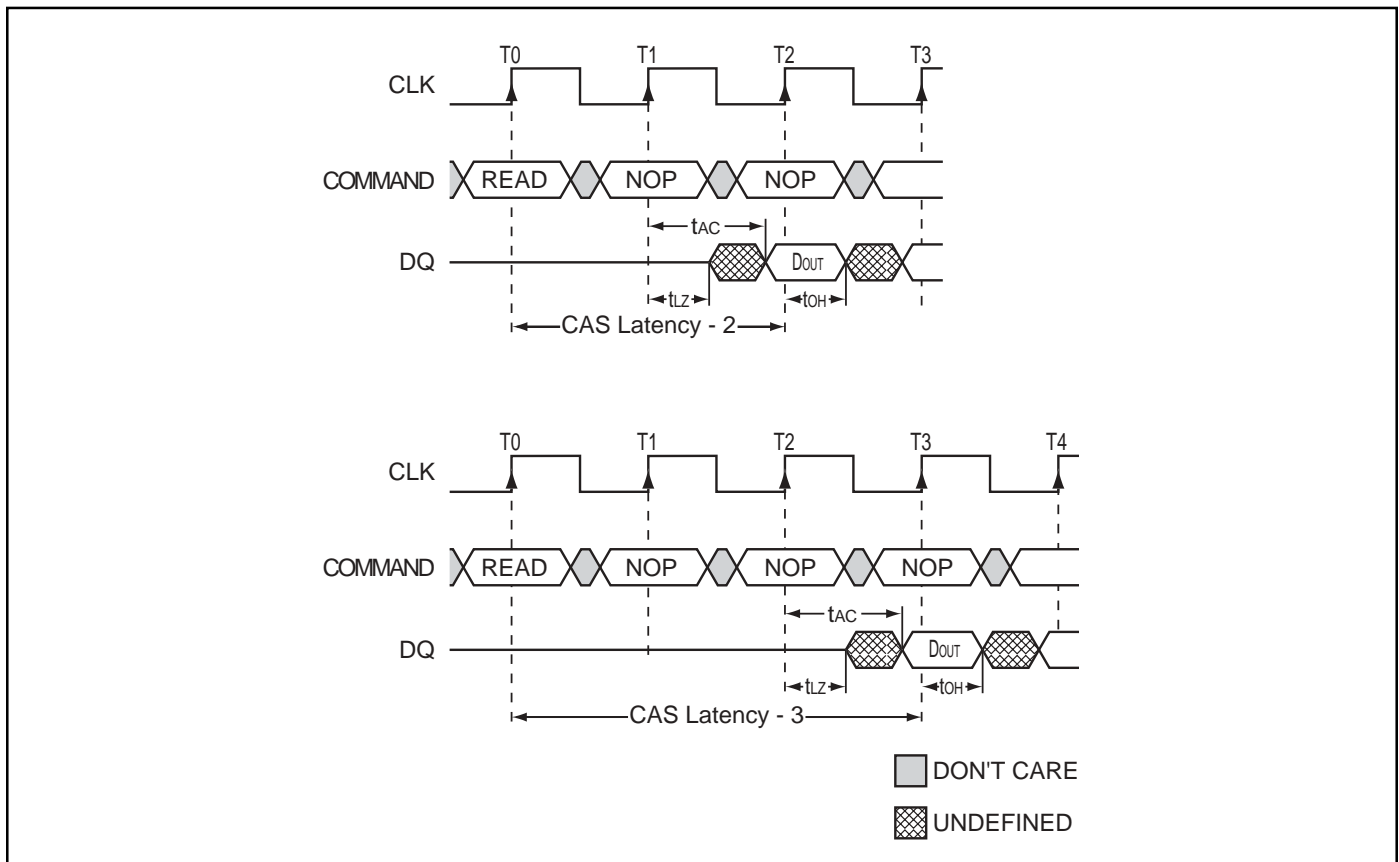 T0 T1 T2 T3
CLK
COMMAND READ NOP NOP
tAC
DQ DOUT
tLZ tOH
CAS Latency - 2
T0 T1 T2 T3 T4
CLK
COMMAND READ NOP NOP NOP
tAC
DQ DOUT
tLZ tOH
CAS Latency - 3
DON'T CARE
UNDEFINED